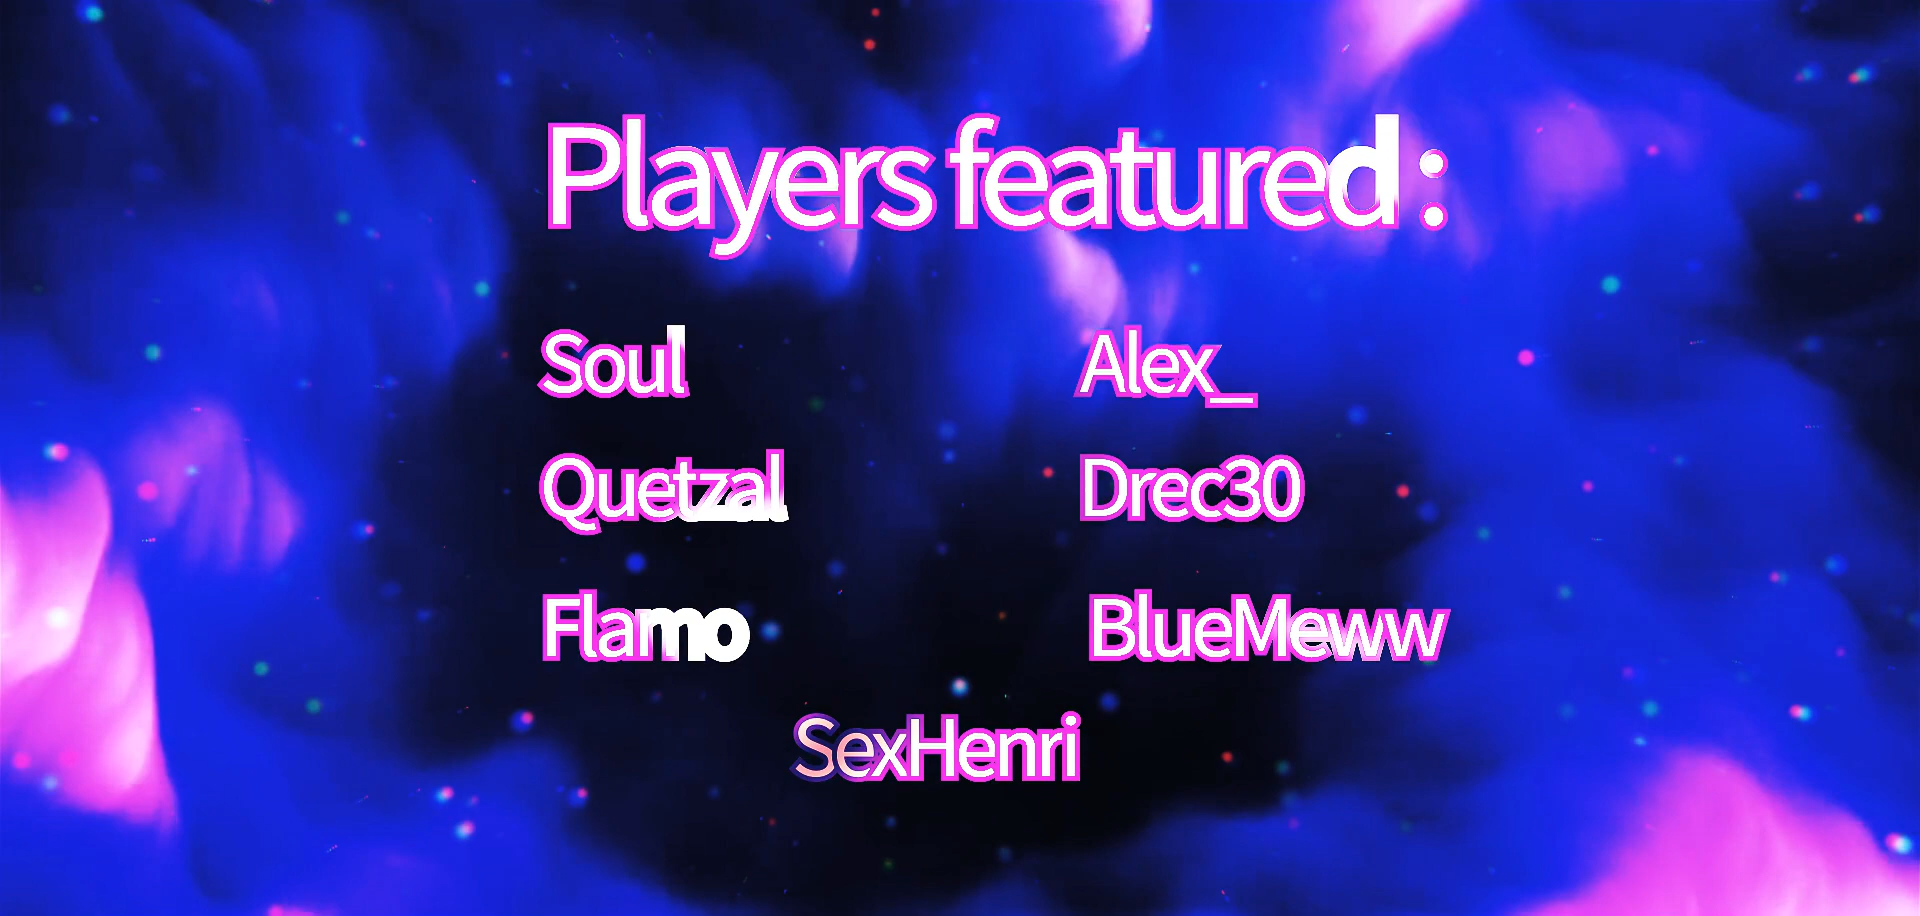 Players featured :
Soul
Alex_
Quetzal
Drec30
Flamo
BlueMeww
SexHenri